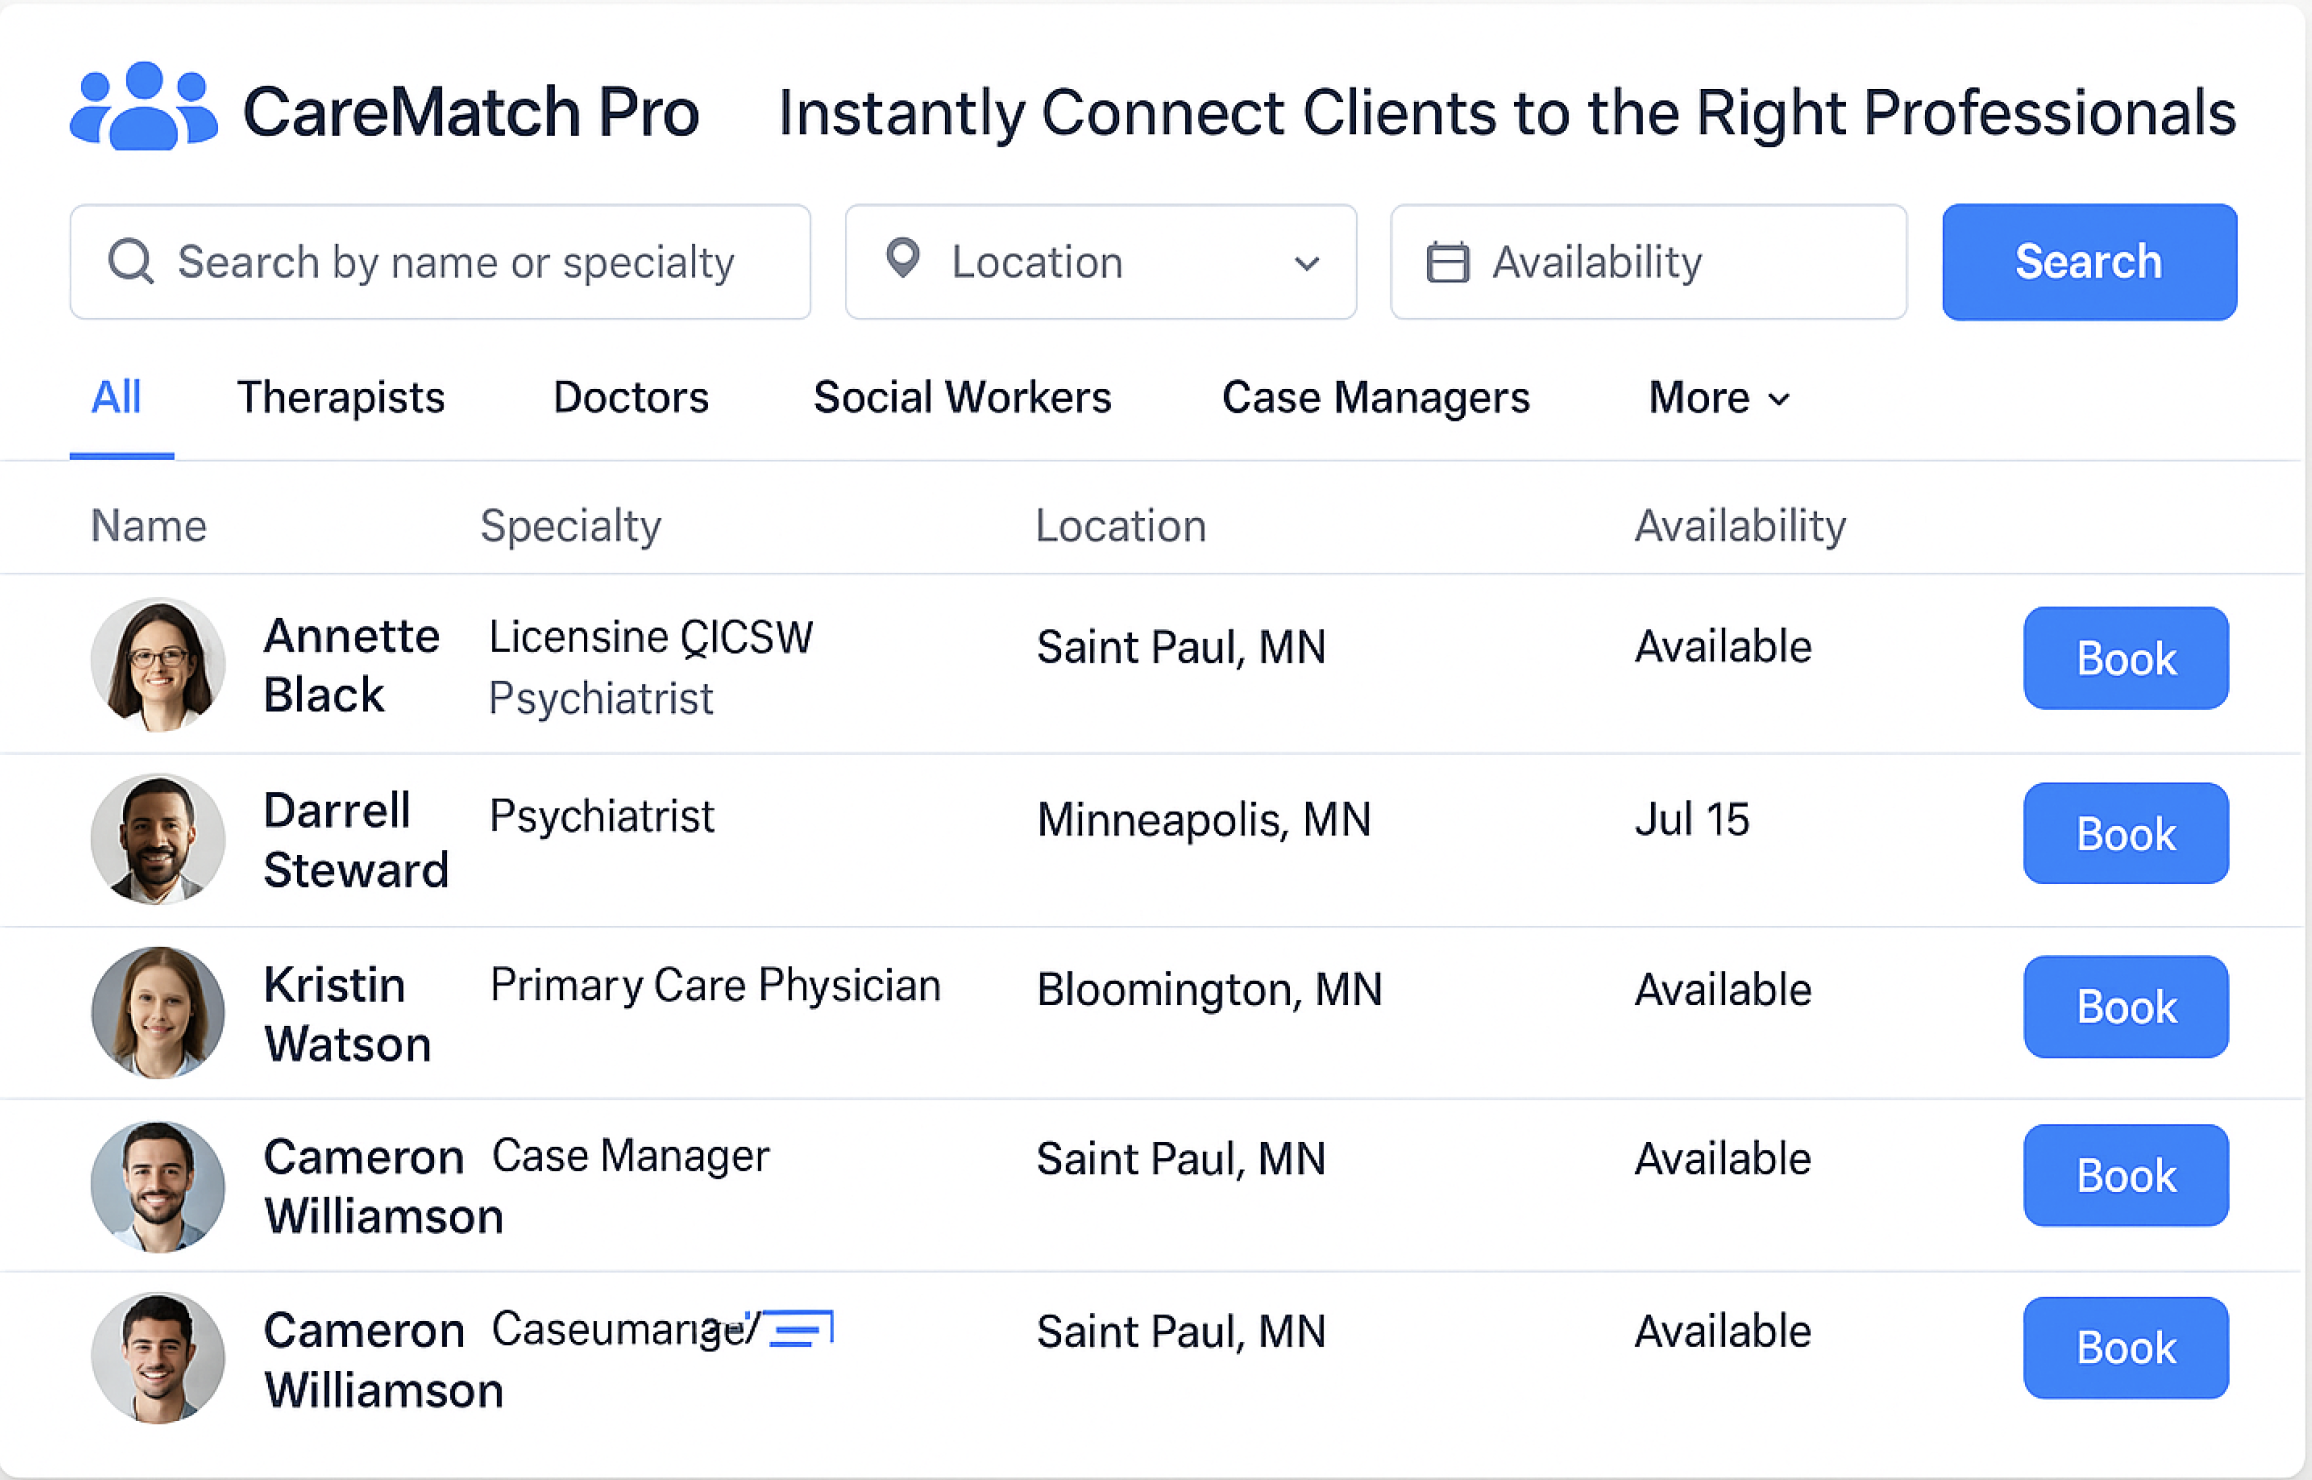 CareMatch Pro
Instantly Connect Clients to the Right Professionals
Search by name or specialty
Location
Availability
Search
All Therapists Doctors Social Workers Case Managers More
Name Specialty Location Availability
Annette Licensine QICSW Saint Paul, MN Available Book
Black Psychiatrist
Darrell Psychiatrist Minneapolis, MN Jul 15 Book
Steward
Kristin Primary Care Physician Bloomington, MN Available Book
Watson
Cameron Case Manager Saint Paul, MN Available Book
Williamson
Cameron Saint Paul, MN Available Book
Williamson